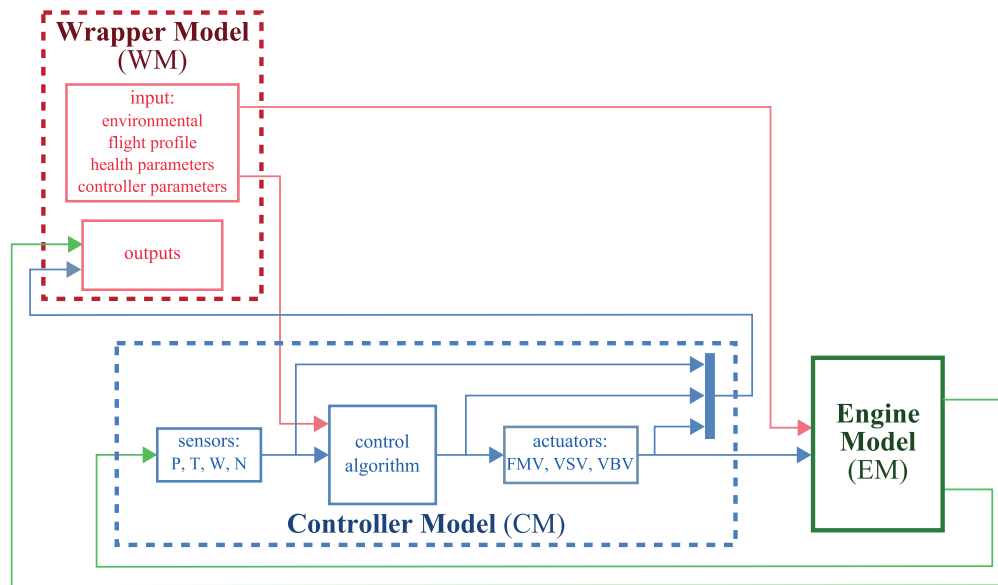 Wrapper Model
(WM)
input:
environmental
flight profile
health parameters
controller parameters
outputs
sensors:
P, T, W, N
control
algorithm
actuators:
FMV, VSV, VBV
Controller Model (CM)
Engine
Model
(EM)